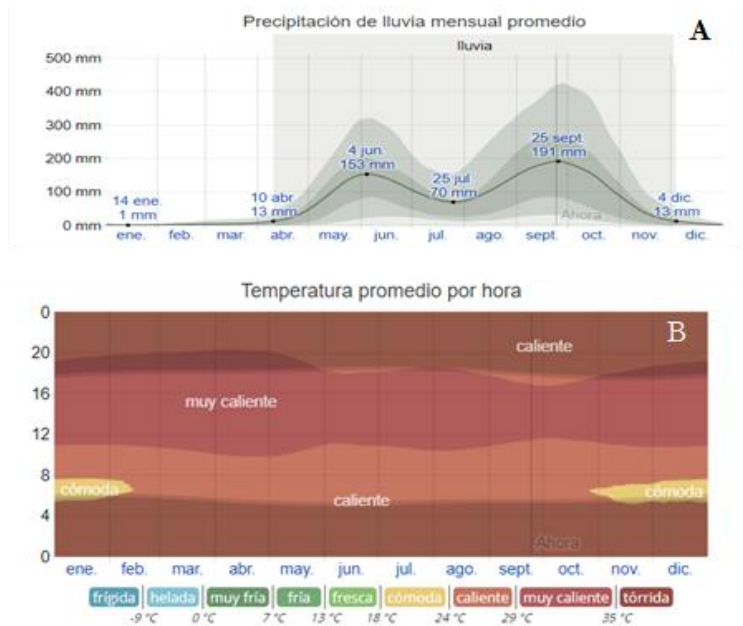 Precipitación de lluvia mensual promedio
A
lluvia
500 mm
400 mm
300 mm
200 mm
100 mm
0 mm
14 ene.
1 mm
10 abr.
13 mm
4 jun.
153 mm
25 jul.
70 mm
25 sept.
191 mm
4 dic.
13 mm
Ahora
ene. feb. mar. abr. may. jun. jul. ago. sept. oct. nov. dic.
Temperatura promedio por hora
B
0
20
16
12
8
4
0
caliente
muy caliente
cómoda
caliente
cómoda
Ahora
ene. feb. mar. abr. may. jun. jul. ago. sept. oct. nov. dic.
frígida helada muy fría fría fresca cómoda caliente muy caliente tórrida
-9 °C 0 °C 7 °C 13 °C 18 °C 24 °C 29 °C 35 °C